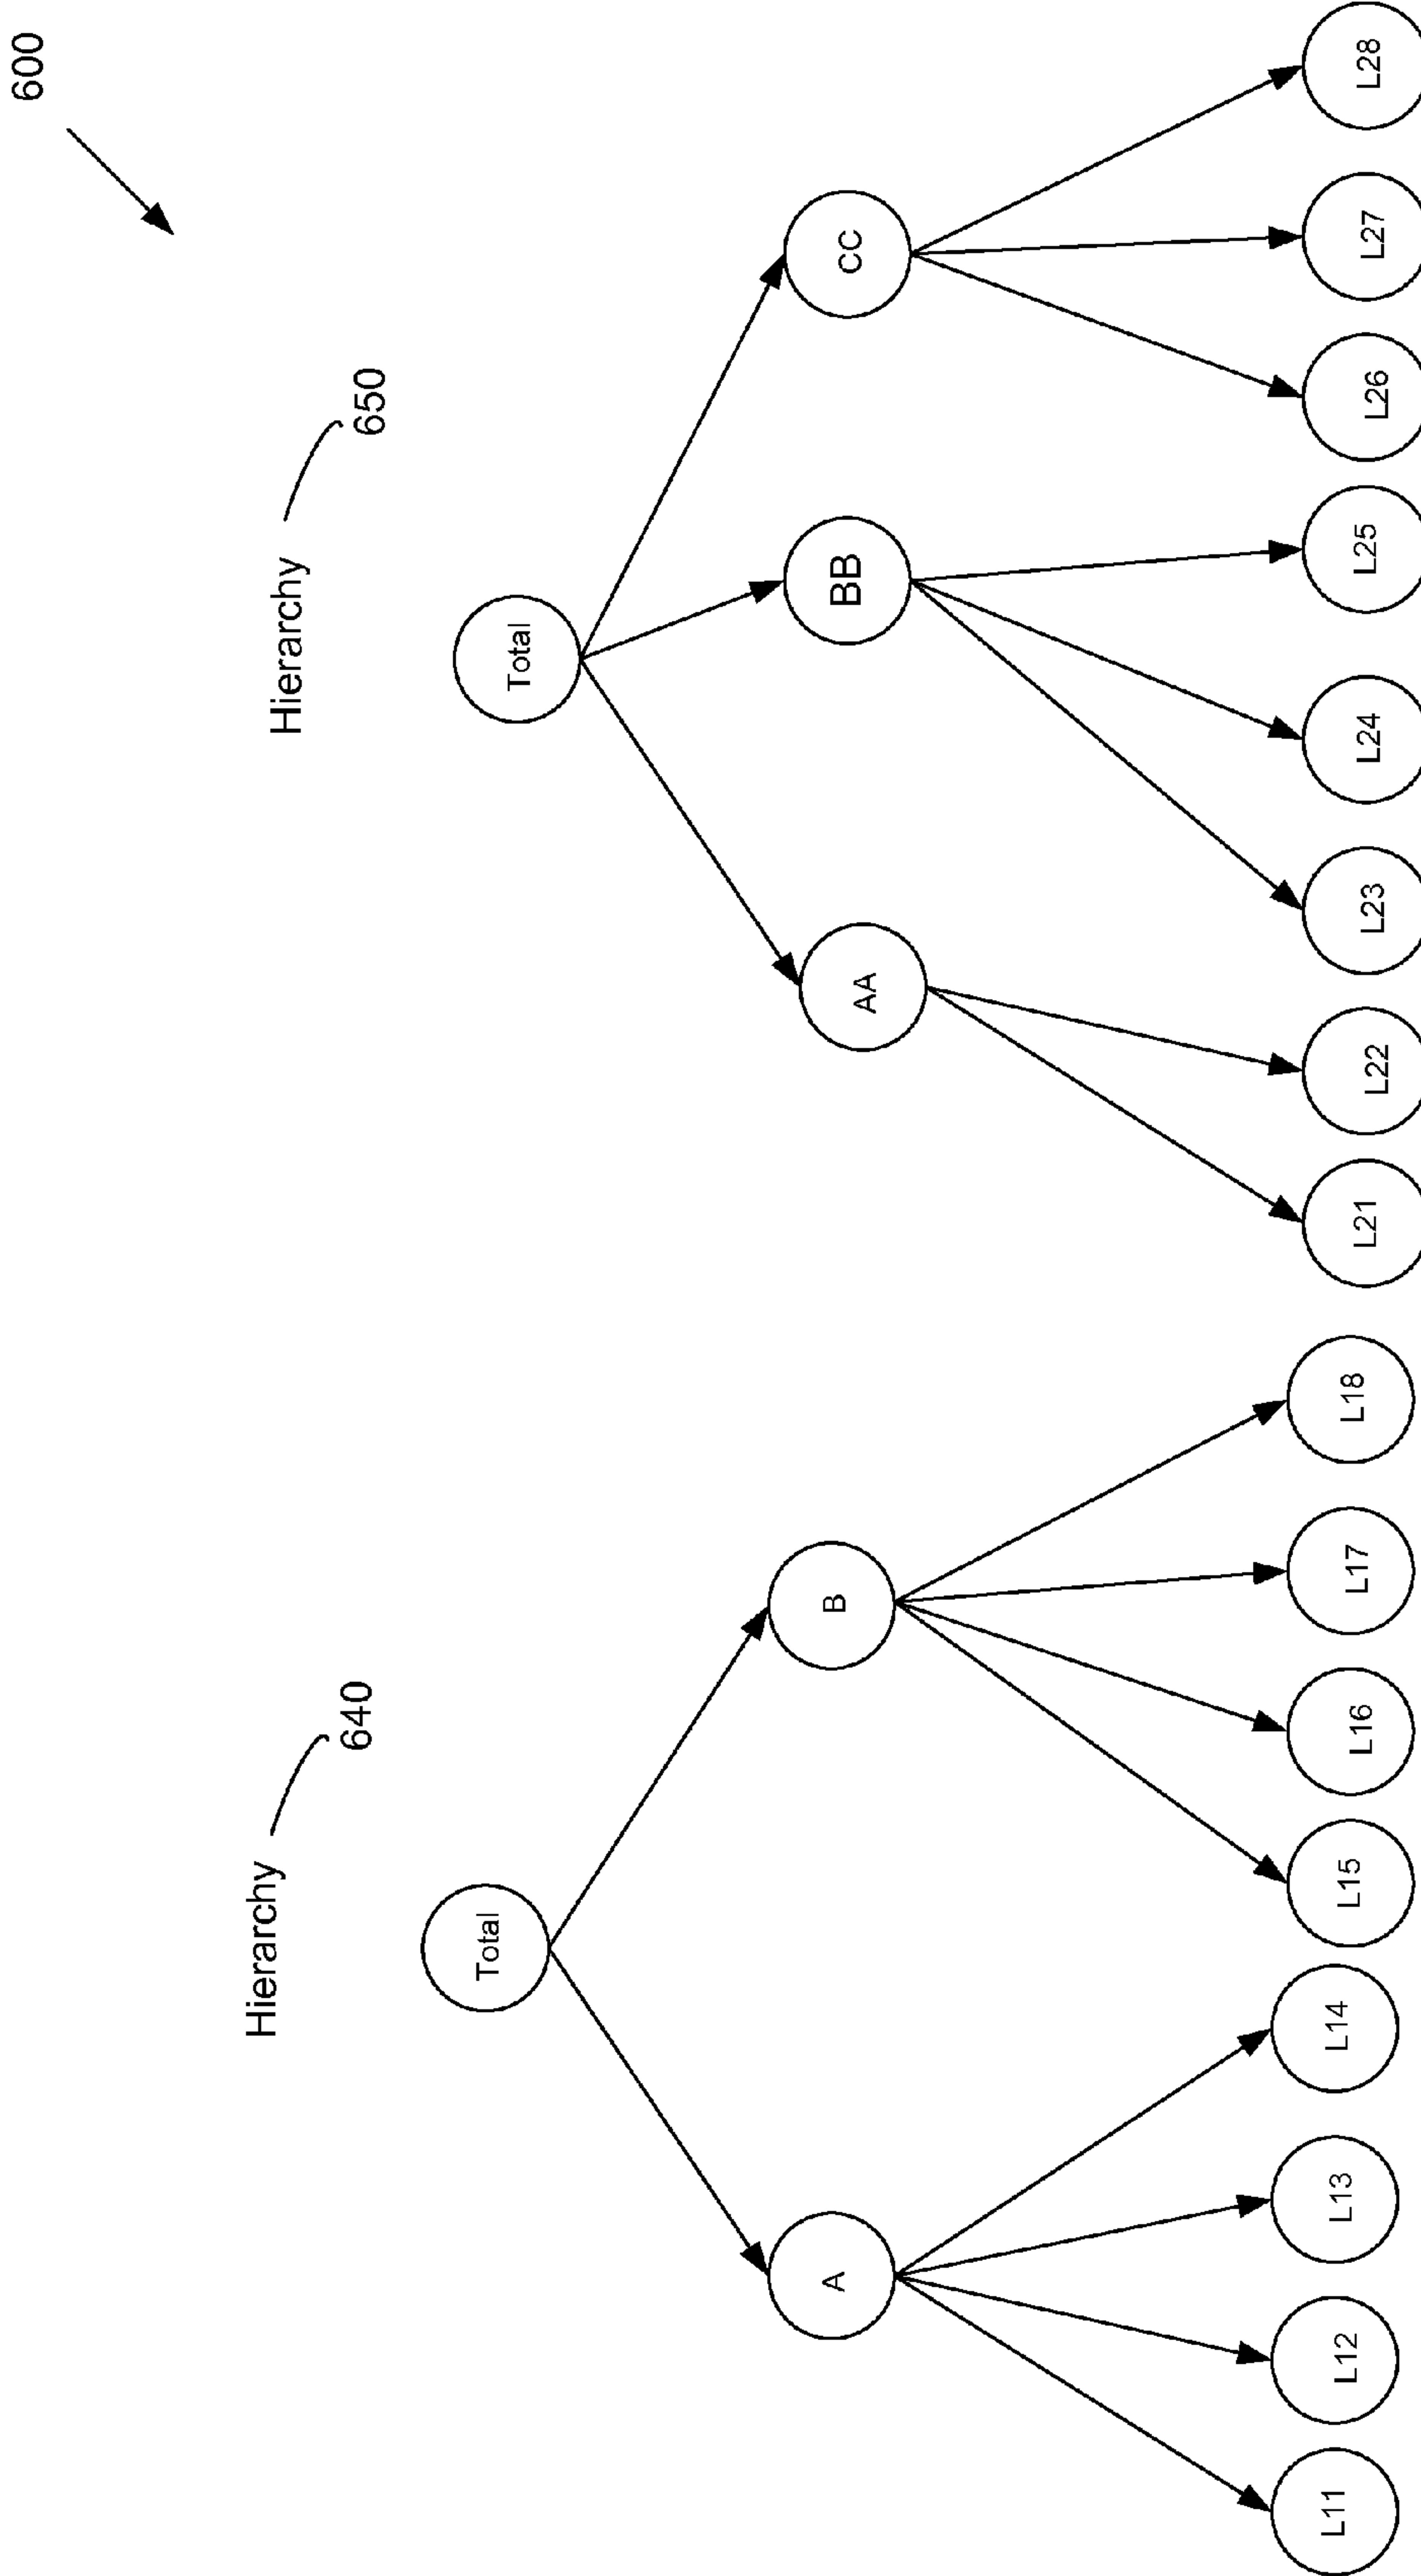 600
Hierarchy
640
Total
A
B
L11
L12
L13
L14
L15
L16
L17
L18
Hierarchy
650
Total
AA
BB
CC
L21
L22
L23
L24
L25
L26
L27
L28